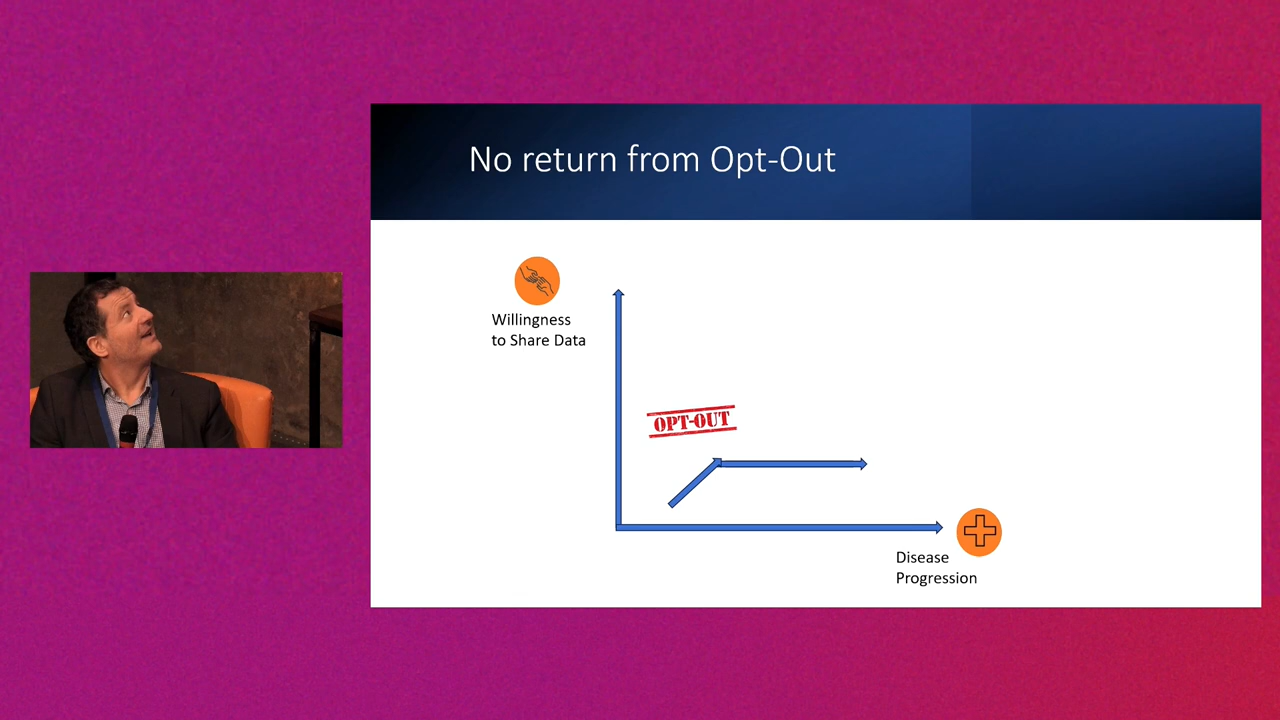 No return from Opt-Out
Willingness
to Share Data
OPT-OUT
Disease
Progression